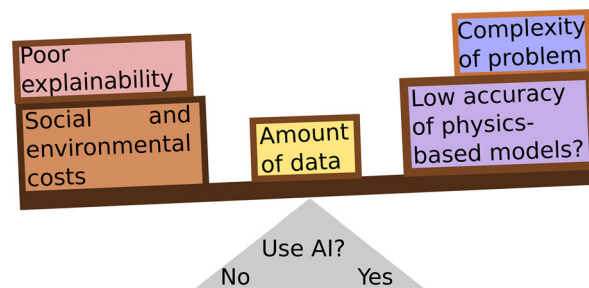 Poor
explainability
Social and
environmental
costs
Amount
of data
Complexity
of problem
Low accuracy
of physics-
based models?
Use AI?
No Yes